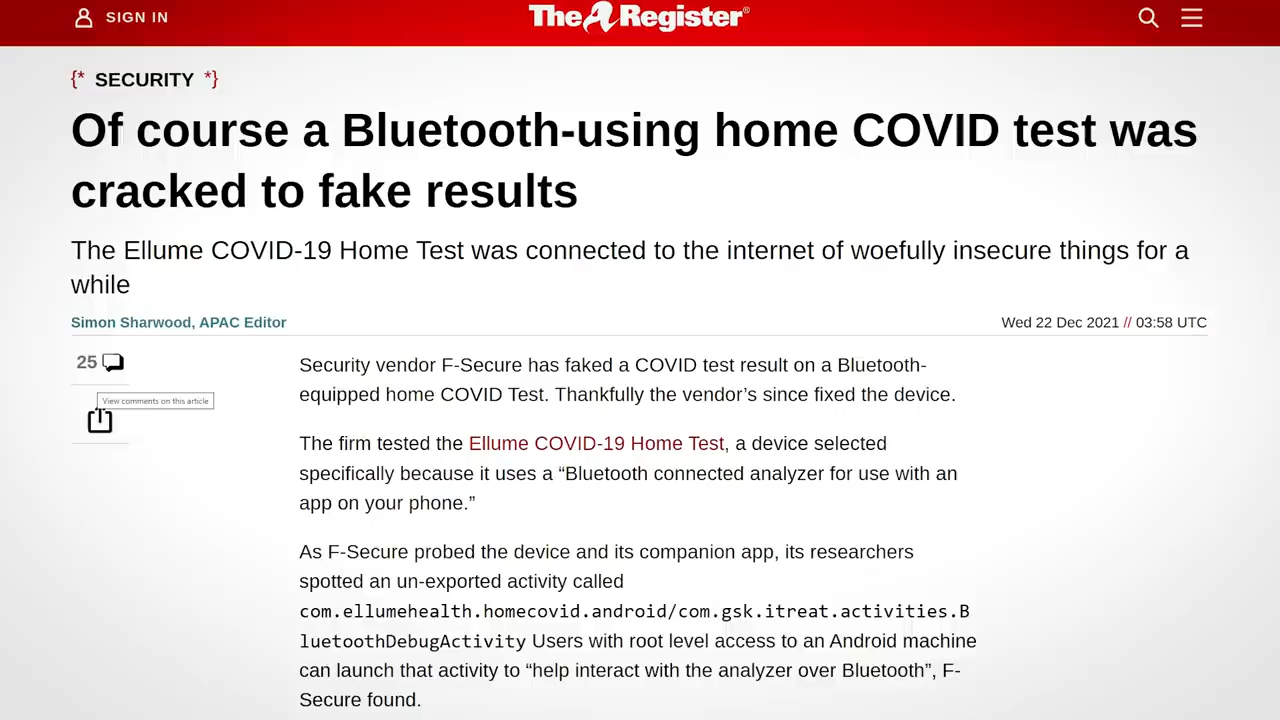 SIGN IN
The Register®
{* SECURITY *}
Of course a Bluetooth-using home COVID test was
cracked to fake results
The Ellume COVID-19 Home Test was connected to the internet of woefully insecure things for a
while
Simon Sharwood, APAC Editor
Wed 22 Dec 2021 // 03:58 UTC
25
View comments on this article
Security vendor F-Secure has faked a COVID test result on a Bluetooth-
equipped home COVID Test. Thankfully the vendor’s since fixed the device.
The firm tested the Ellume COVID-19 Home Test, a device selected
specifically because it uses a “Bluetooth connected analyzer for use with an
app on your phone.”
As F-Secure probed the device and its companion app, its researchers
spotted an un-exported activity called
com.ellumehealth.homecovid.android/com.gsk.itreat.activities.B
luetoothDebugActivity Users with root level access to an Android machine
can launch that activity to “help interact with the analyzer over Bluetooth”, F-
Secure found.